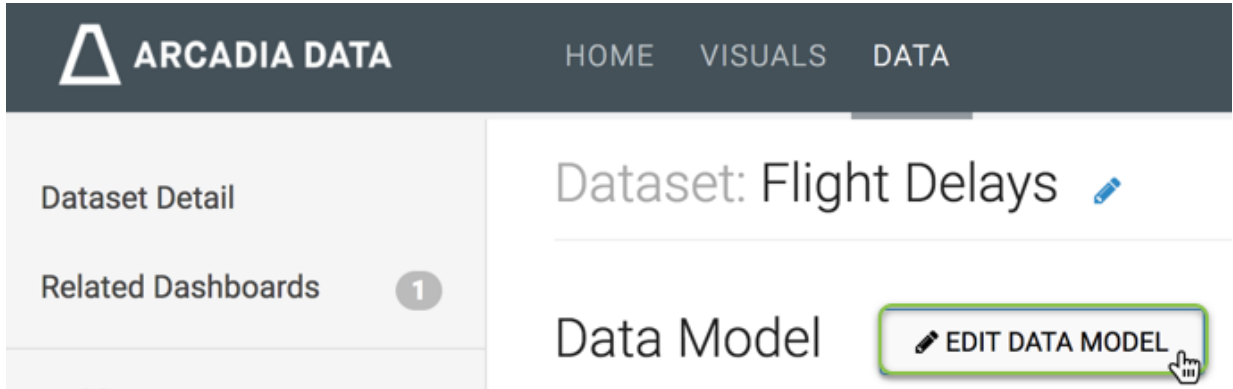 ARCADIA DATA HOME VISUALS DATA
Dataset Detail
Related Dashboards 1
Dataset: Flight Delays
Data Model EDIT DATA MODEL